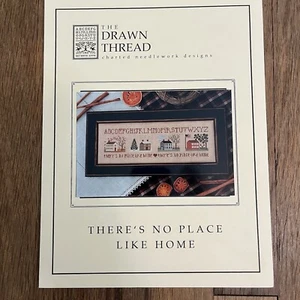 THE
DRAWN
THREAD
charted needlework designs
ABCDEFGHIJKLMNOPQRSTUVWXYZ
THERE'S NO PLACE
LIKE HOME